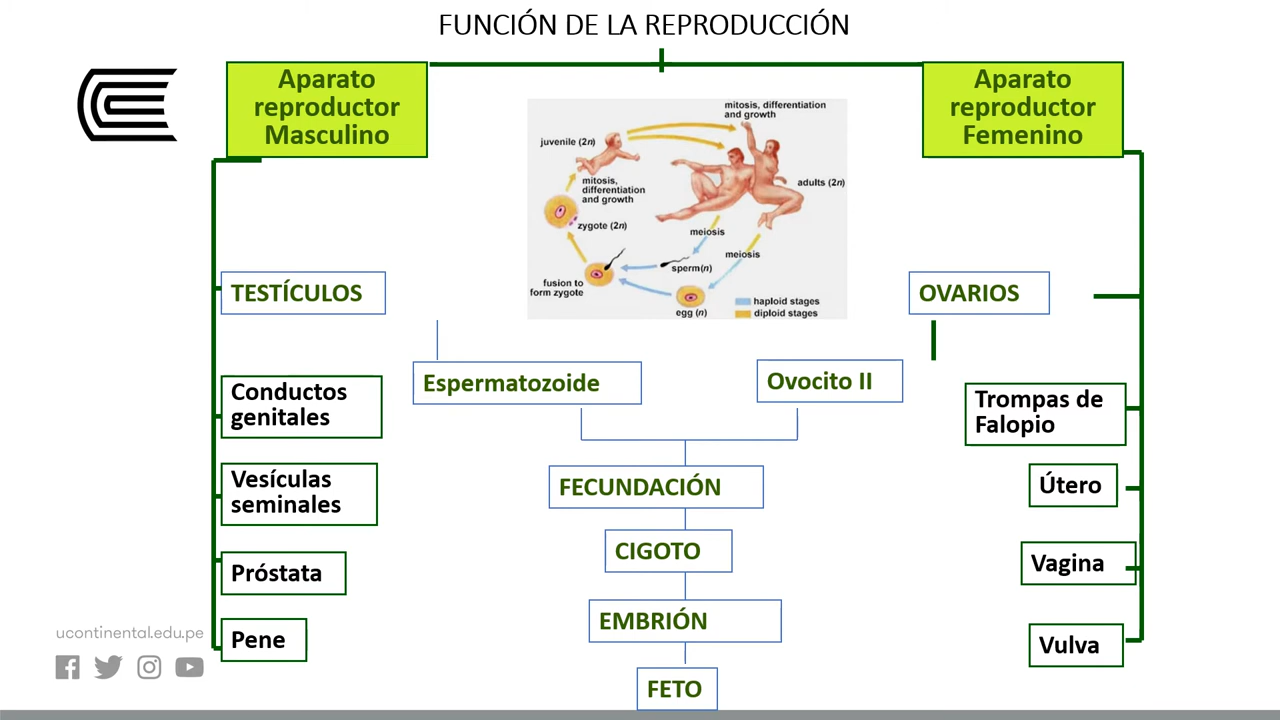 FUNCIÓN DE LA REPRODUCCIÓN
Aparato
reproductor
Masculino
Aparato
reproductor
Femenino
mitosis, differentiation
and growth
juvenile (2n)
adults (2n)
mitosis,
differentiation
and growth
zygote (2n)
meiosis
meiosis
sperm(n)
fusion to
form zygote
egg (n)
haploid stages
diploid stages
TESTÍCULOS
OVARIOS
Espermatozoide
Ovocito II
Conductos
genitales
Trompas de
Falopio
Vesículas
seminales
FECUNDACIÓN
Útero
CIGOTO
Próstata
Vagina
EMBRIÓN
Pene
Vulva
FETO
ucontinental.edu.pe